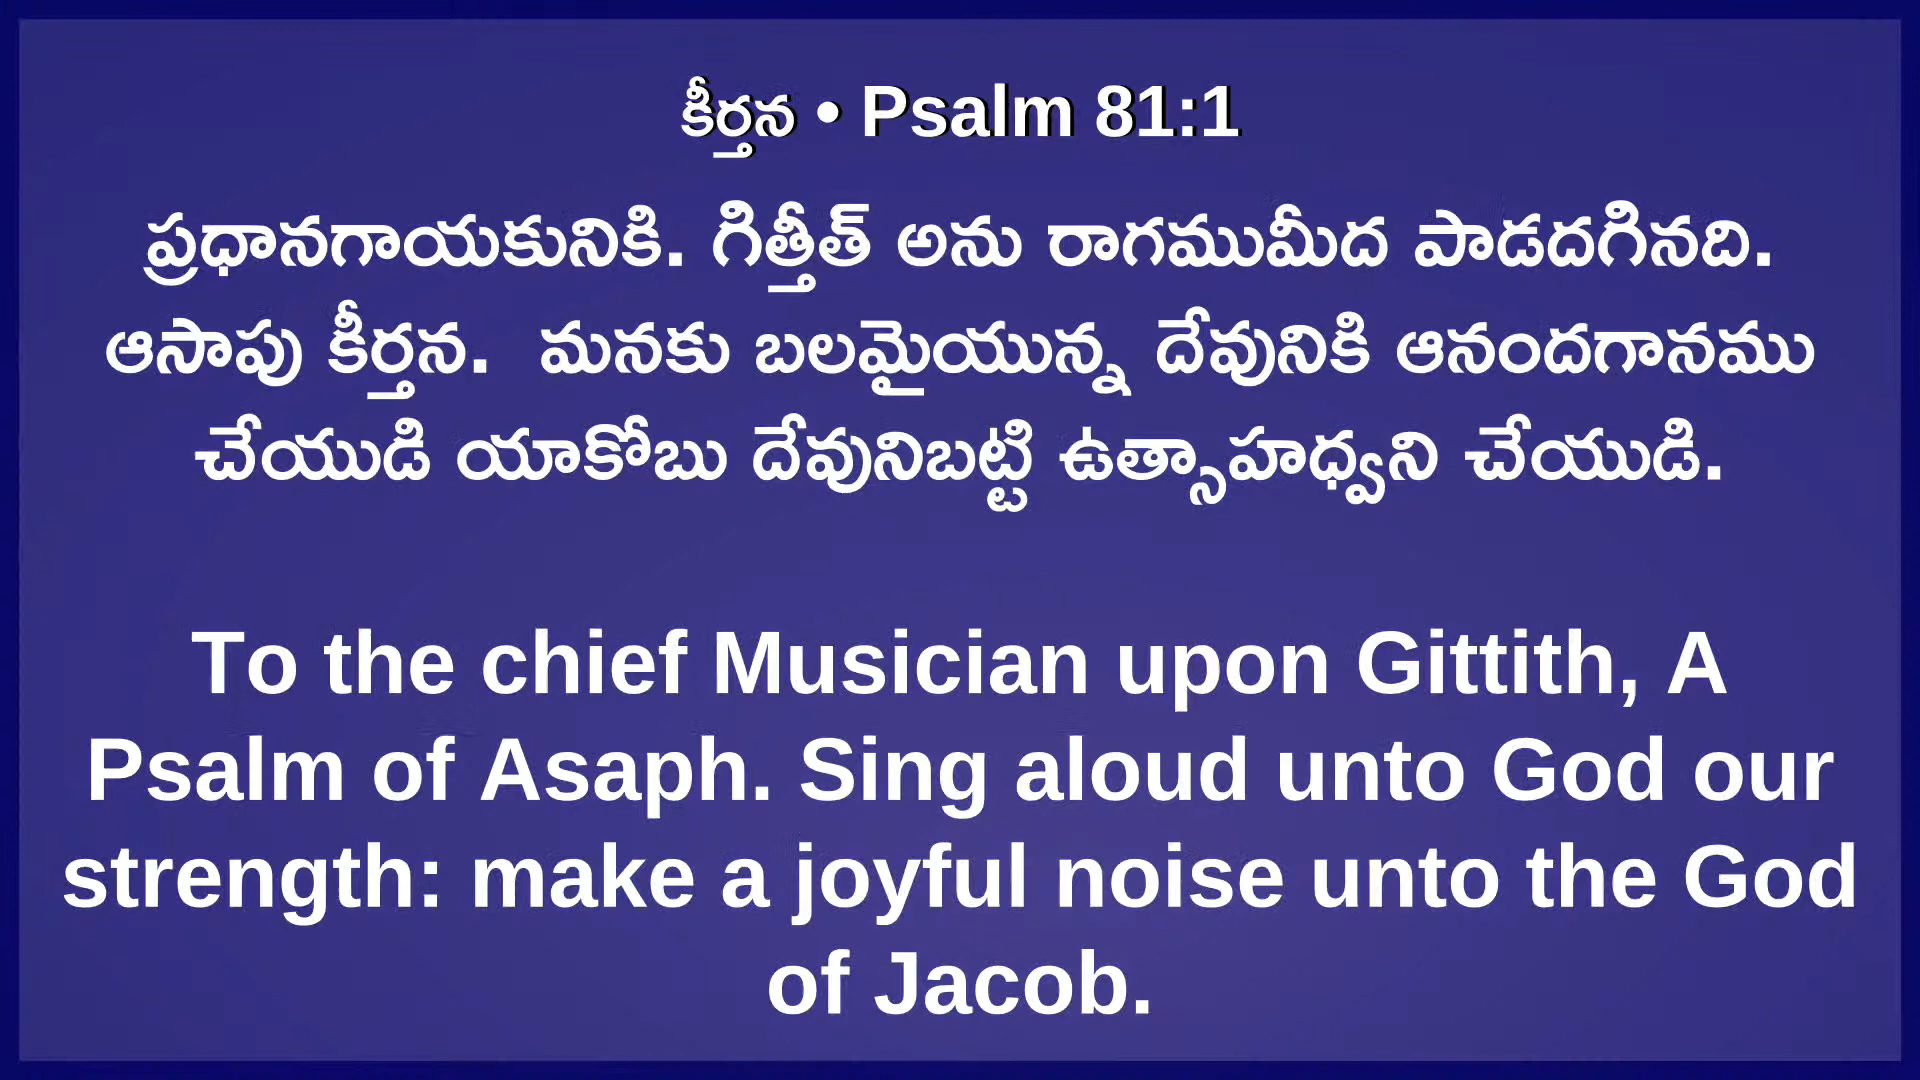 కీర్తన • Psalm 81:1
ప్రధానగాయకునికి. గిత్తీత్ అను రాగముమీద పాడదగినది.
ఆసాపు కీర్తన.  మనకు బలమైయున్న దేవునికి ఆనందగానము
చేయుడి యాకోబు దేవునిబట్టి ఉత్సాహధ్వని చేయుడి.
To the chief Musician upon Gittith, A
Psalm of Asaph. Sing aloud unto God our
strength: make a joyful noise unto the God
of Jacob.